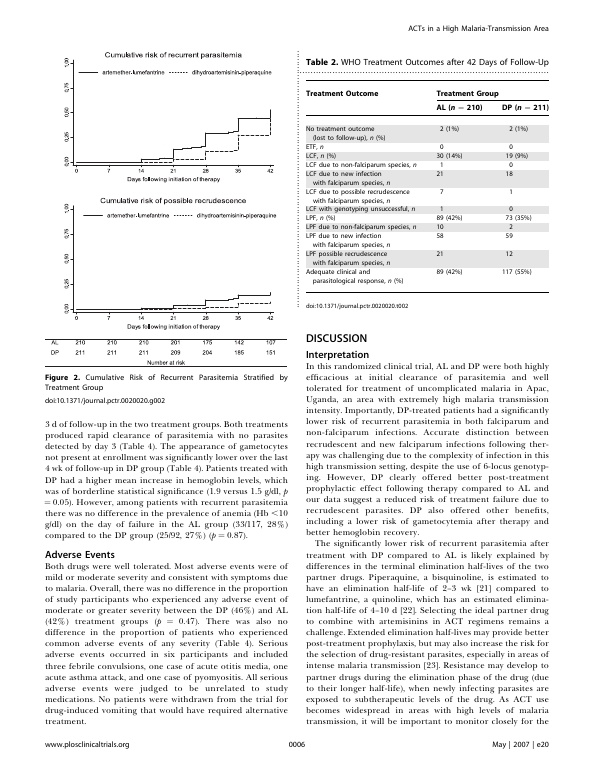 ACTs in a High Malaria-Transmission Area
Cumulative risk of recurrent parasitemia
artemether-lumefantrine dihydroartemisinin-piperaquine
1.00
0.75
0.50
0.25
0.00
0 7 14 21 28 35 42
Days following initiation of therapy
Cumulative risk of possible recrudescence
artemether-lumefantrine dihydroartemisinin-piperaquine
1.00
0.75
0.50
0.25
0.00
0 7 14 21 28 35 42
Days following initiation of therapy
AL 210 210 210 201 175 142 107
DP 211 211 211 209 204 185 151
Number at risk
Figure 2. Cumulative Risk of Recurrent Parasitemia Stratified by
Treatment Group
doi:10.1371/journal.pctr.0020020.g002
3 d of follow-up in the two treatment groups. Both treatments
produced rapid clearance of parasitemia with no parasites
detected by day 3 (Table 4). The appearance of gametocytes
not present at enrollment was significantly lower over the last
4 wk of follow-up in DP group (Table 4). Patients treated with
DP had a higher mean increase in hemoglobin levels, which
was of borderline statistical significance (1.9 versus 1.5 g/dl, p
= 0.05). However, among patients with recurrent parasitemia
there was no difference in the prevalence of anemia (Hb <10
g/dl) on the day of failure in the AL group (33/117, 28%)
compared to the DP group (25/92, 27%) (p = 0.87).
Adverse Events
Both drugs were well tolerated. Most adverse events were of
mild or moderate severity and consistent with symptoms due
to malaria. Overall, there was no difference in the proportion
of study participants who experienced any adverse event of
moderate or greater severity between the DP (46%) and AL
(42%) treatment groups (p = 0.47). There was also no
difference in the proportion of patients who experienced
common adverse events of any severity (Table 4). Serious
adverse events occurred in six participants and included
three febrile convulsions, one case of acute otitis media, one
acute asthma attack, and one case of pyomyositis. All serious
adverse events were judged to be unrelated to study
medications. No patients were withdrawn from the trial for
drug-induced vomiting that would have required alternative
treatment.
Table 2. WHO Treatment Outcomes after 42 Days of Follow-Up
Treatment Outcome Treatment Group
AL (n = 210) DP (n = 211)
No treatment outcome 2 (1%) 2 (1%)
(lost to follow-up), n (%)
ETF, n 0 0
LCF, n (%) 30 (14%) 19 (9%)
LCF due to non-falciparum species, n 1 0
LCF due to new infection 21 18
with falciparum species, n
LCF due to possible recrudescence 7 1
with falciparum species, n
LCF with genotyping unsuccessful, n 1 0
LPF, n (%) 89 (42%) 73 (35%)
LPF due to non-falciparum species, n 10 2
LPF due to new infection 58 59
with falciparum species, n
LPF possible recrudescence 21 12
with falciparum species, n
Adequate clinical and 89 (42%) 117 (55%)
parasitological response, n (%)
doi:10.1371/journal.pctr.0020020.t002
DISCUSSION
Interpretation
In this randomized clinical trial, AL and DP were both highly
efficacious at initial clearance of parasitemia and well
tolerated for treatment of uncomplicated malaria in Apac,
Uganda, an area with extremely high malaria transmission
intensity. Importantly, DP-treated patients had a significantly
lower risk of recurrent parasitemia in both falciparum and
non-falciparum infections. Accurate distinction between
recrudescent and new falciparum infections following ther-
apy was challenging due to the complexity of infection in this
high transmission setting, despite the use of 6-locus genotyp-
ing. However, DP clearly offered better post-treatment
prophylactic effect following therapy compared to AL and
our data suggest a reduced risk of treatment failure due to
recrudescent parasites. DP also offered other benefits,
including a lower risk of gametocytemia after therapy and
better hemoglobin recovery.
The significantly lower risk of recurrent parasitemia after
treatment with DP compared to AL is likely explained by
differences in the terminal elimination half-lives of the two
partner drugs. Piperaquine, a bisquinoline, is estimated to
have an elimination half-life of 2–3 wk [21] compared to
lumefantrine, a quinoline, which has an estimated elimina-
tion half-life of 4–10 d [22]. Selecting the ideal partner drug
to combine with artemisinins in ACT regimens remains a
challenge. Extended elimination half-lives may provide better
post-treatment prophylaxis, but may also increase the risk for
the selection of drug-resistant parasites, especially in areas of
intense malaria transmission [23]. Resistance may develop to
partner drugs during the elimination phase of the drug (due
to their longer half-life), when newly infecting parasites are
exposed to subtherapeutic levels of the drug. As ACT use
becomes widespread in areas with high levels of malaria
transmission, it will be important to monitor closely for the
www.plosclinicaltrials.org 0006 May | 2007 | e20